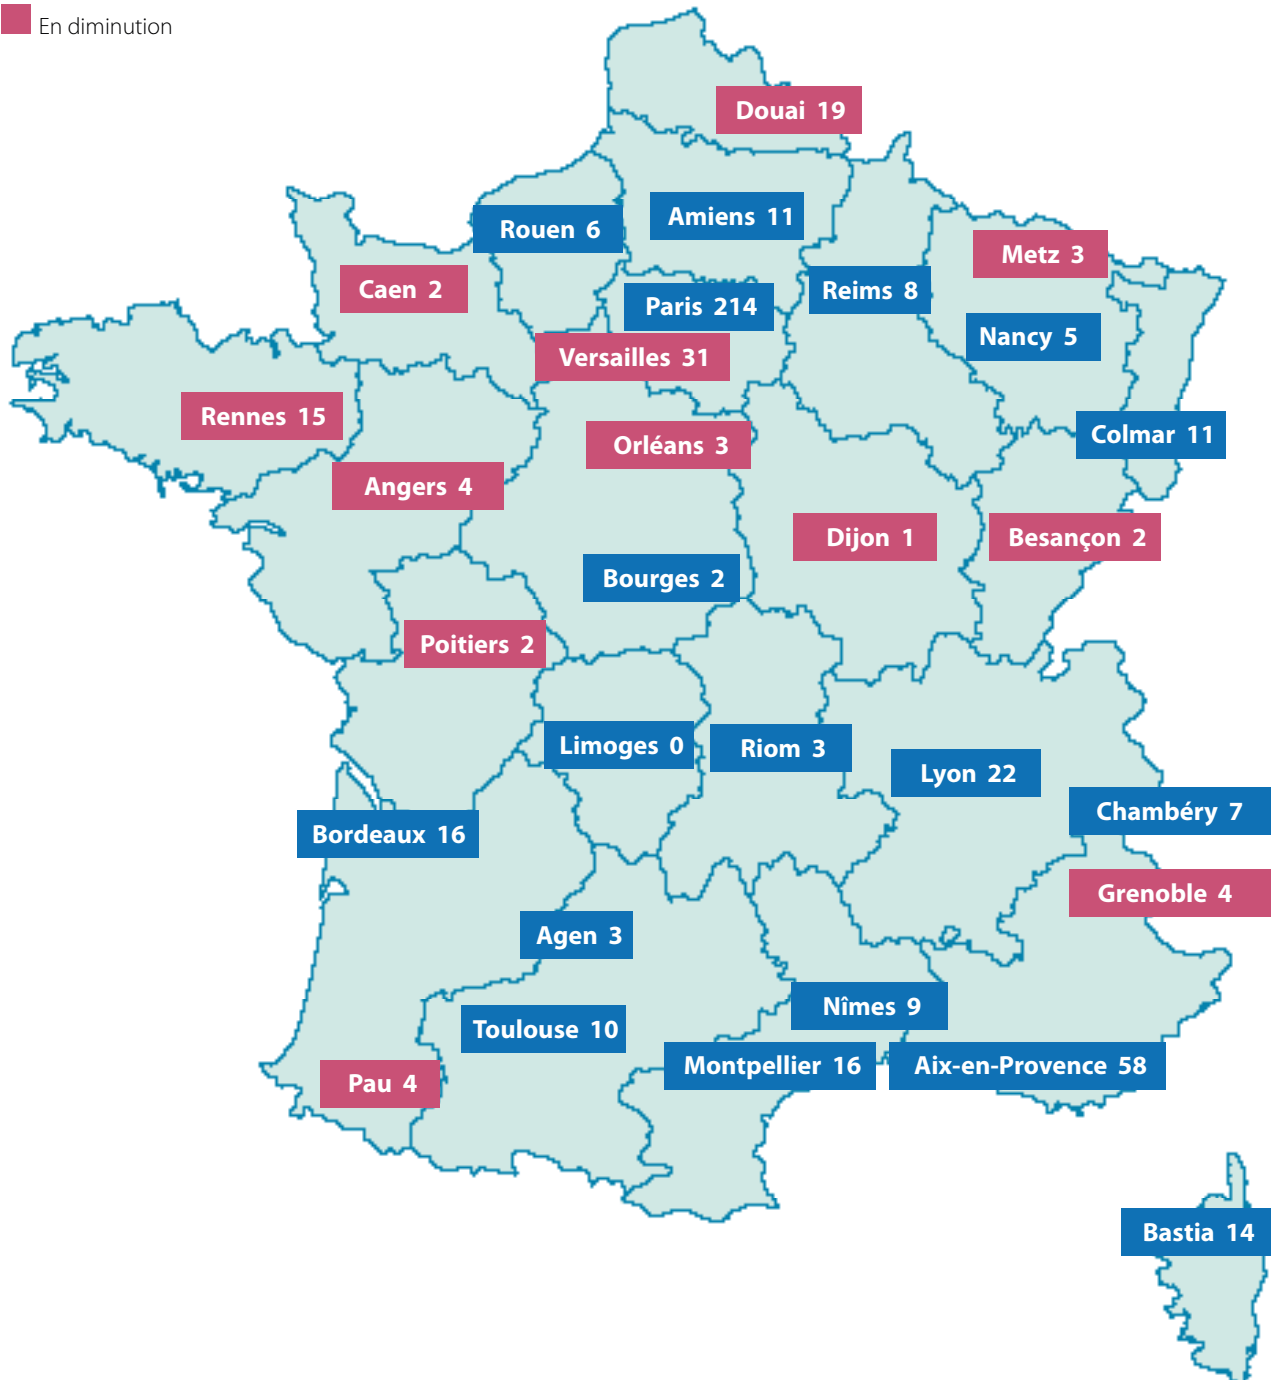 En diminution
Douai 19
Amiens 11
Rouen 6
Metz 3
Caen 2
Reims 8
Paris 214
Nancy 5
Versailles 31
Rennes 15
Colmar 11
Orléans 3
Angers 4
Dijon 1
Besançon 2
Bourges 2
Poitiers 2
Limoges 0
Riom 3
Lyon 22
Chambéry 7
Bordeaux 16
Grenoble 4
Agen 3
Nîmes 9
Toulouse 10
Montpellier 16
Aix-en-Provence 58
Pau 4
Bastia 14